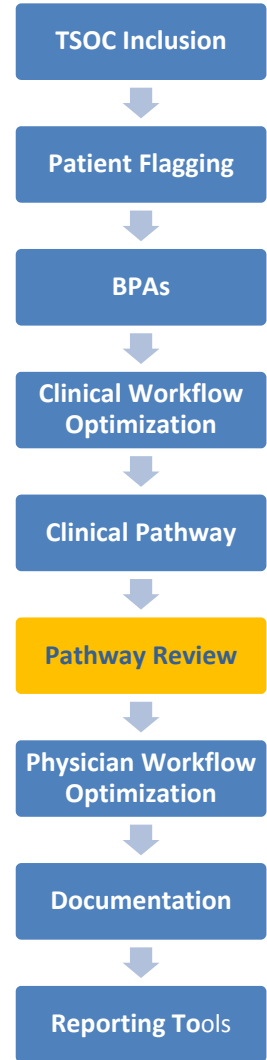 TSOC Inclusion
Patient Flagging
BPAs
Clinical Workflow
Optimization
Clinical Pathway
Pathway Review
Physician Workflow
Optimization
Documentation
Reporting Tools